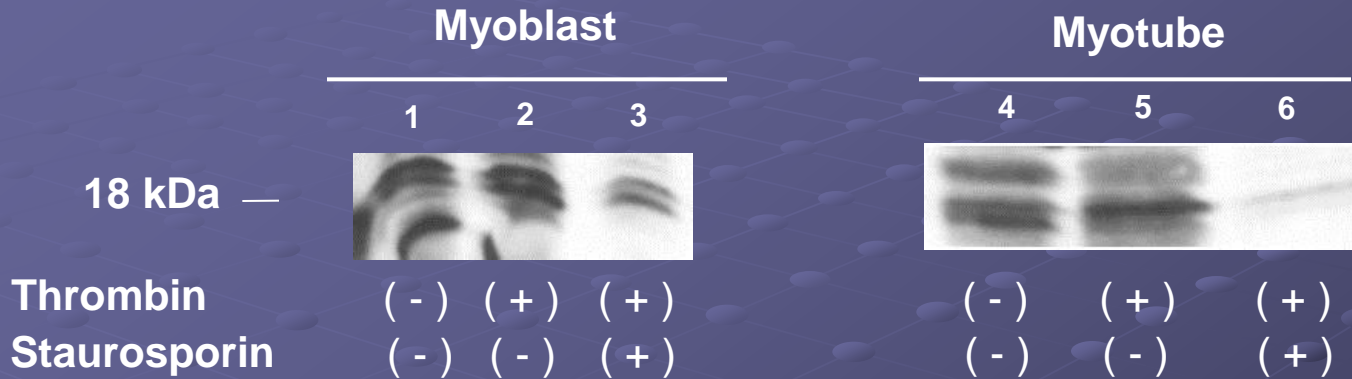 Myoblast Myotube
1 2 3 4 5 6
18 kDa
Thrombin ( - ) ( + ) ( + ) ( - ) ( + ) ( + )
Staurosporin ( - ) ( - ) ( + ) ( - ) ( - ) ( + )